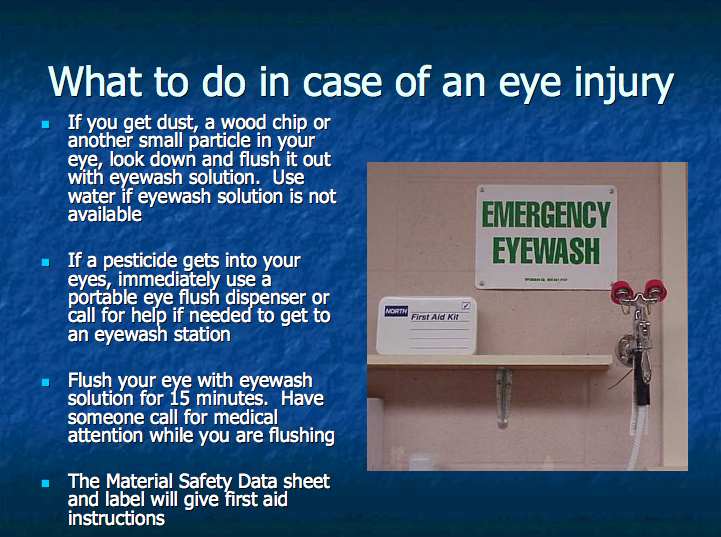 What to do in case of an eye injury
If you get dust, a wood chip or
another small particle in your
eye, look down and flush it out
with eyewash solution.  Use
water if eyewash solution is not
available
If a pesticide gets into your
eyes, immediately use a
portable eye flush dispenser or
call for help if needed to get to
an eyewash station
Flush your eye with eyewash
solution for 15 minutes.  Have
someone call for medical
attention while you are flushing
The Material Safety Data sheet
and label will give first aid
instructions
EMERGENCY
EYEWASH
NORTH
First Aid Kit